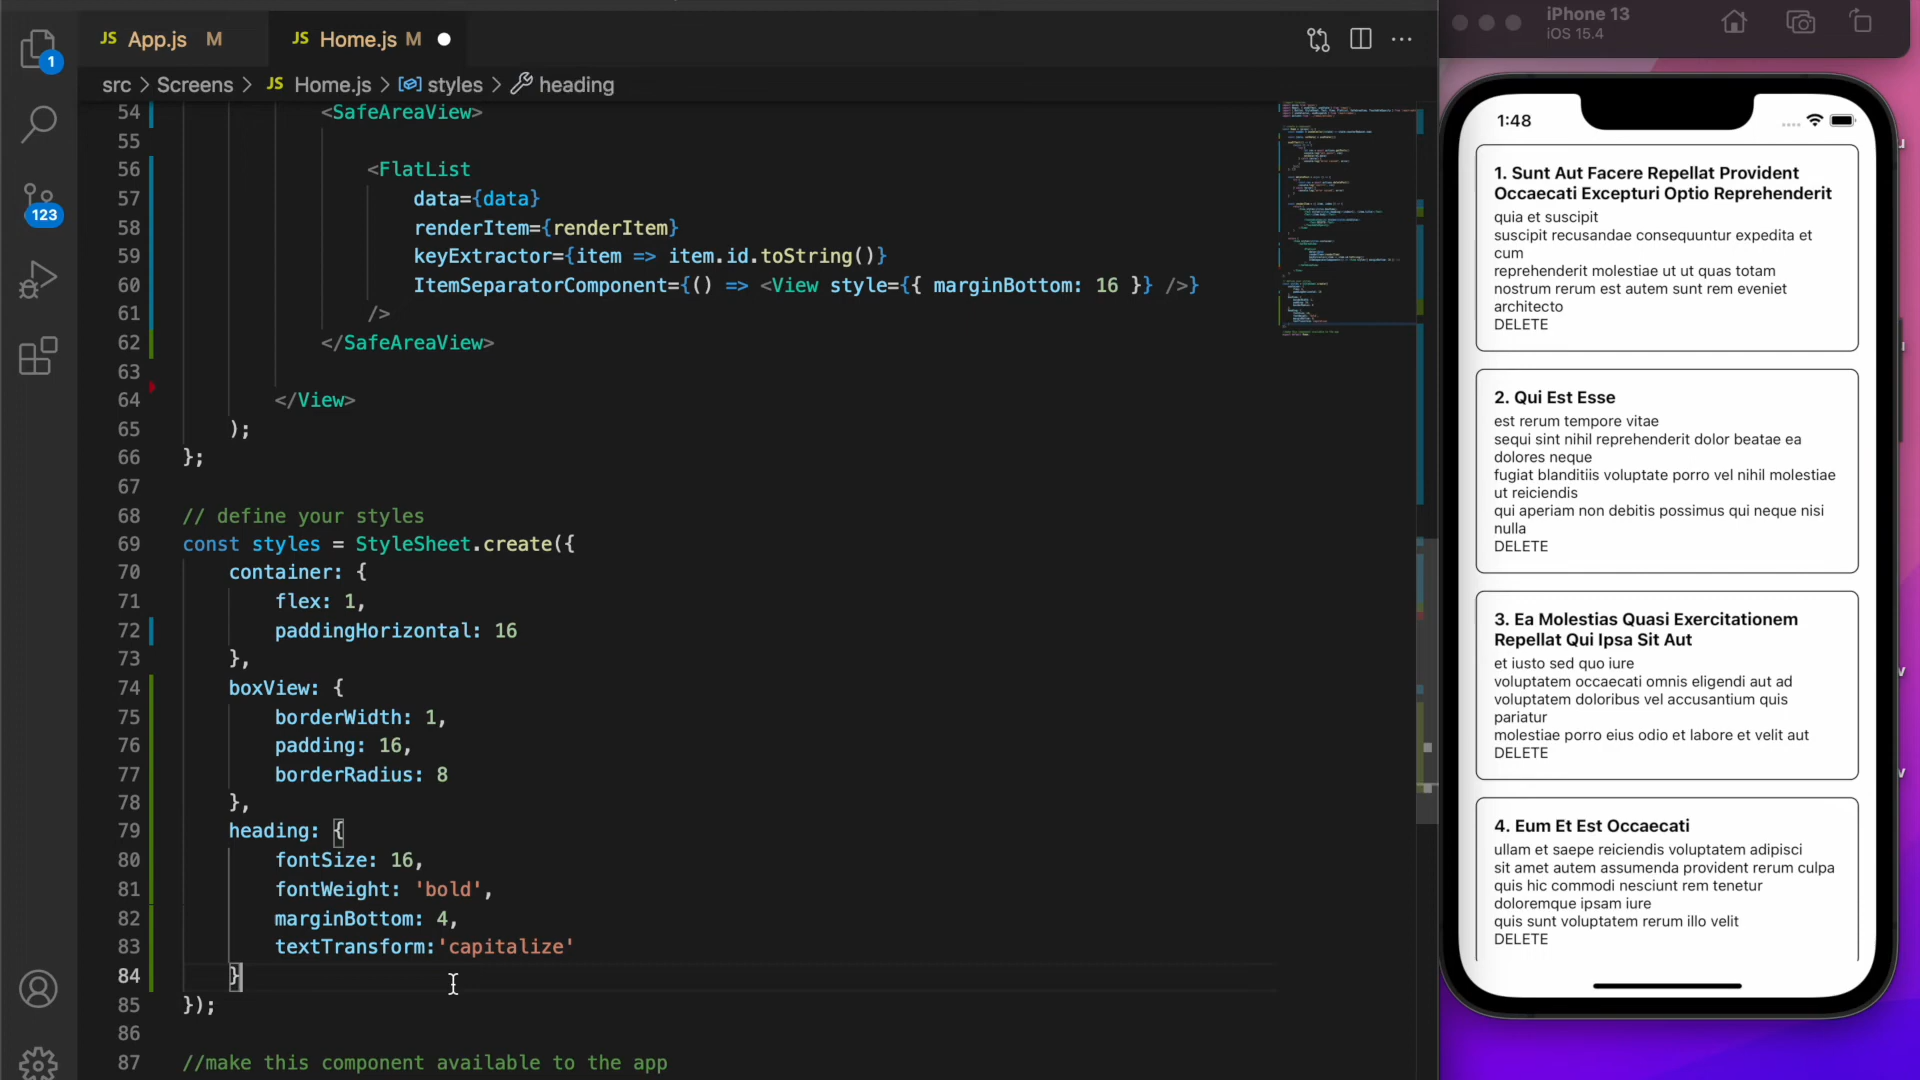 JS App.js M
JS Home.js M
src > Screens > JS Home.js > styles > heading
1
123
54 <SafeAreaView>
55
56 <FlatList
57 data={data}
58 renderItem={renderItem}
59 keyExtractor={item => item.id.toString()}
60 ItemSeparatorComponent={() => <View style={{ marginBottom: 16 }} />}
61 />
62 </SafeAreaView>
63
64 </View>
65 );
66 };
67
68 // define your styles
69 const styles = StyleSheet.create({
70 container: {
71 flex: 1,
72 paddingHorizontal: 16
73 },
74 boxView: {
75 borderWidth: 1,
76 padding: 16,
77 borderRadius: 8
78 },
79 heading: {
80 fontSize: 16,
81 fontWeight: 'bold',
82 marginBottom: 4,
83 textTransform:'capitalize'
84 }
85 });
86
87 //make this component available to the app
iPhone 13
iOS 15.4
1:48
1. Sunt Aut Facere Repellat Provident
Occaecati Excepturi Optio Reprehenderit
quia et suscipit
suscipit recusandae consequuntur expedita et
cum
reprehenderit molestiae ut ut quas totam
nostrum rerum est autem sunt rem eveniet
architecto
DELETE
2. Qui Est Esse
est rerum tempore vitae
sequi sint nihil reprehenderit dolor beatae ea
dolores neque
fugiat blanditiis voluptate porro vel nihil molestiae
ut reiciendis
qui aperiam non debitis possimus qui neque nisi
nulla
DELETE
3. Ea Molestias Quasi Exercitationem
Repellat Qui Ipsa Sit Aut
et iusto sed quo iure
voluptatem occaecati omnis eligendi aut ad
voluptatem doloribus vel accusantium quis
pariatur
molestiae porro eius odio et labore et velit aut
DELETE
4. Eum Et Est Occaecati
ullam et saepe reiciendis voluptatem adipisci
sit amet autem assumenda provident rerum culpa
quis hic commodi nesciunt rem tenetur
doloremque ipsam iure
quis sunt voluptatem rerum illo velit
DELETE